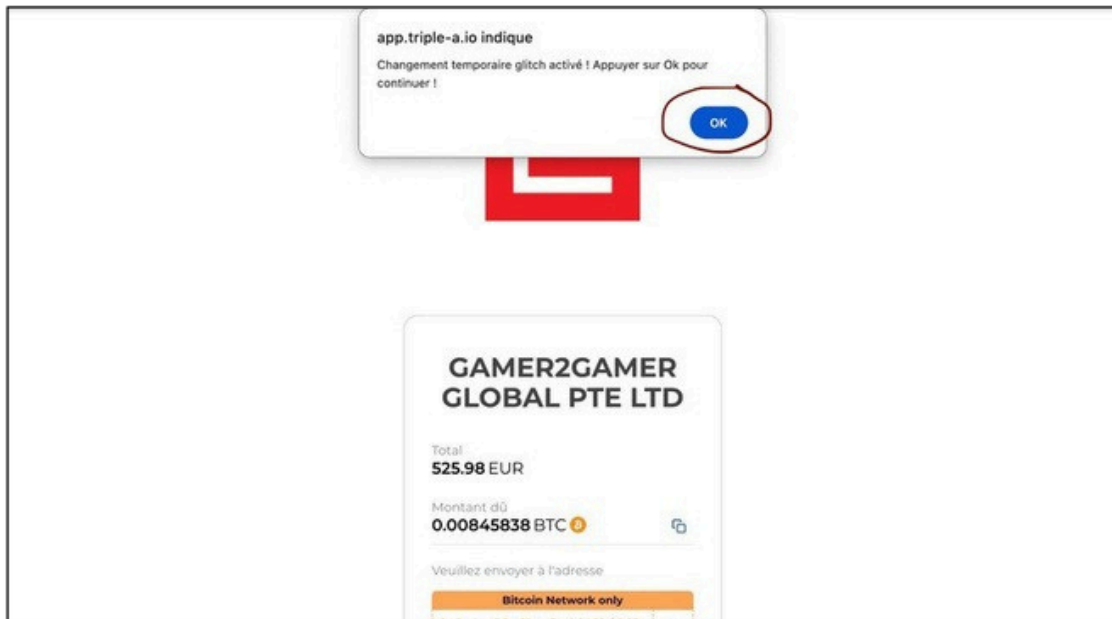 app.triple-a.io indique
Changement temporaire glitch activé ! Appuyer sur Ok pour
continuer !
OK
GAMER2GAMER
GLOBAL PTE LTD
Total
525.98 EUR
Montant dû
0.00845838 BTC
Veuillez envoyer à l'adresse
Bitcoin Network only